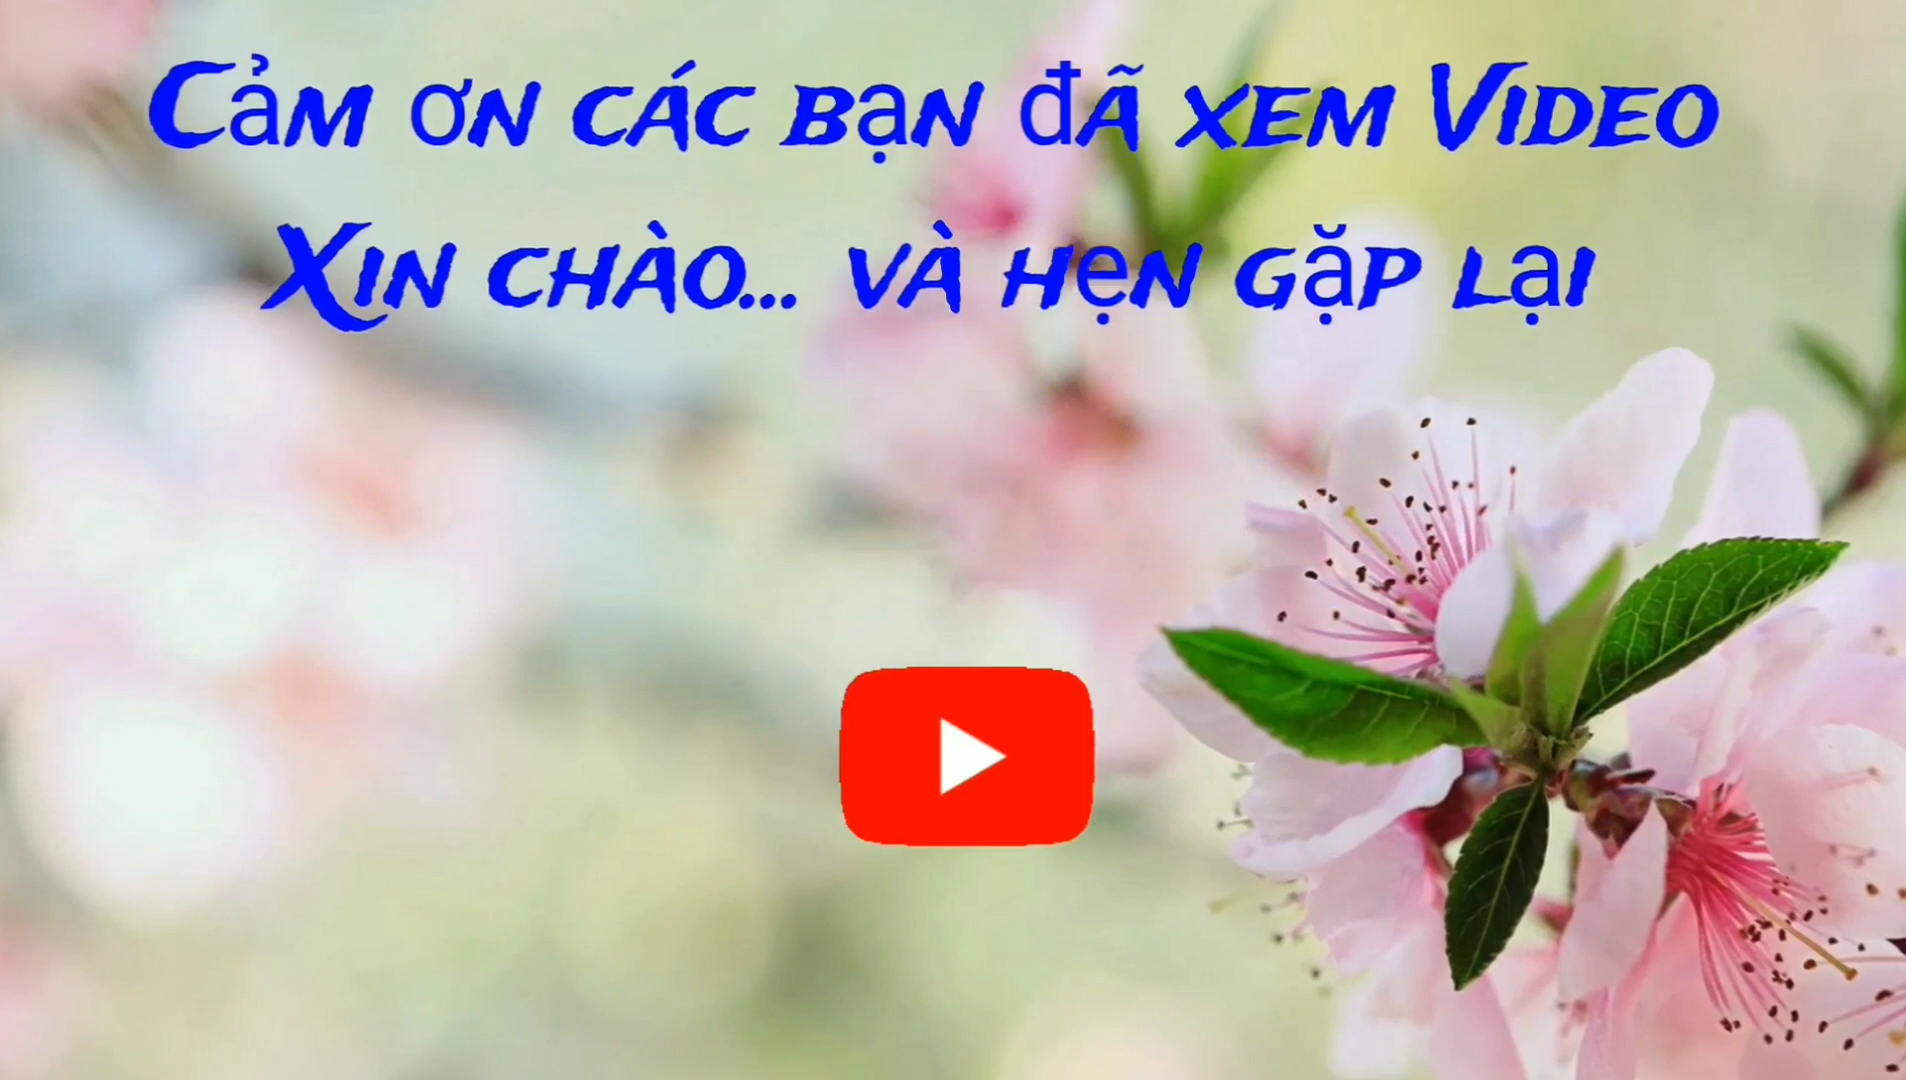 Cảm ơn các bạn đã xem Video
Xin chào... và hẹn gặp lại